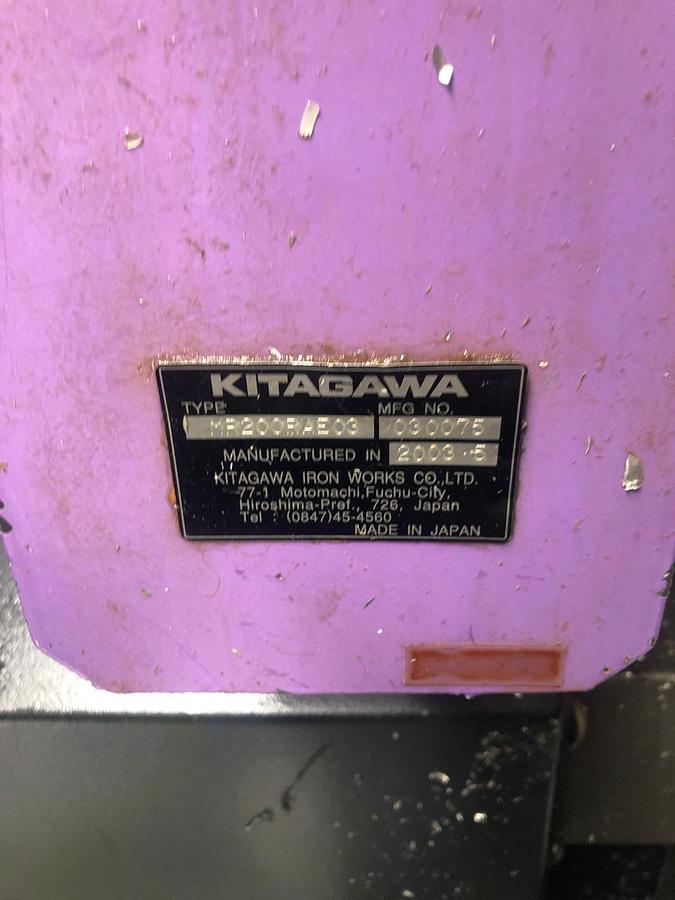 KITAGAWA
TYPE MFG NO.
MR200RAE03 030075
MANUFACTURED IN 2003.5
KITAGAWA IRON WORKS CO.,LTD.
77-1 Motomachi,Fuchu-City,
Hiroshima-Pref., 726, Japan
Tel : (0847)45-4560
MADE IN JAPAN